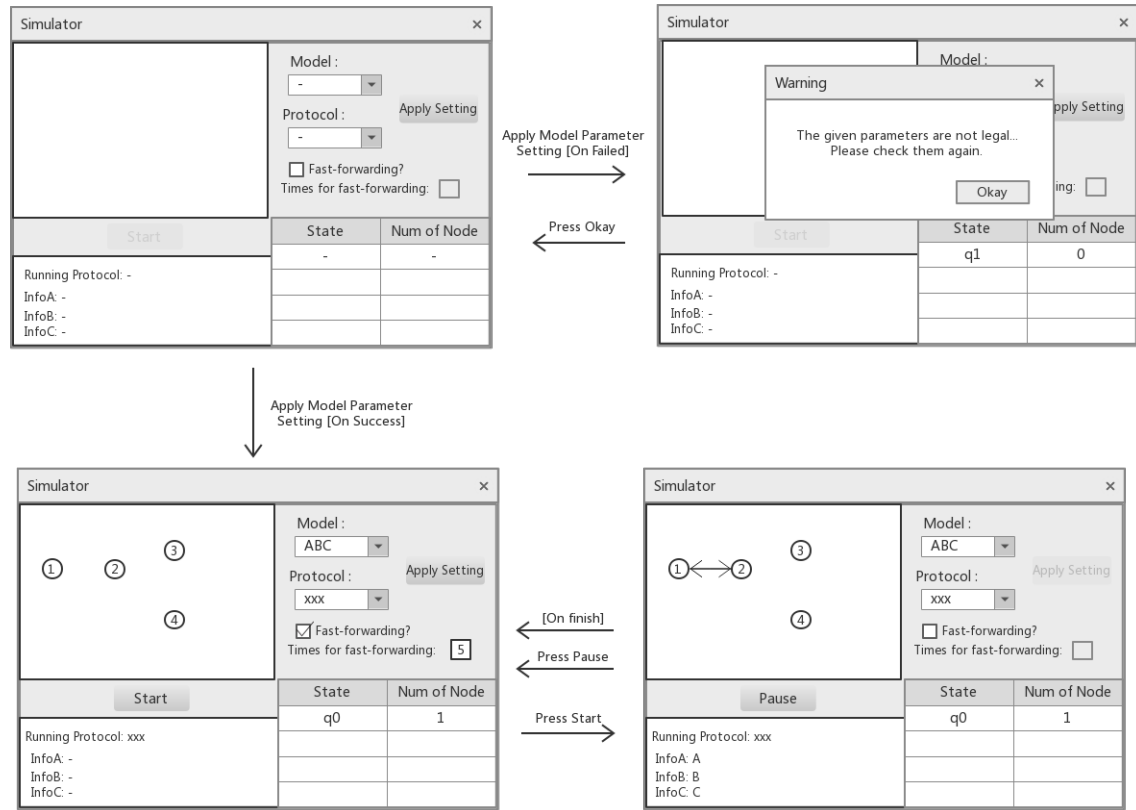 Simulator ×
Model :
-
Apply Setting
Protocol :
-
Fast-forwarding?
Times for fast-forwarding:
Start
State Num of Node
- -
Running Protocol: -
InfoA: -
InfoB: -
InfoC: -
Apply Model Parameter
Setting [On Failed]
Press Okay
Simulator ×
Model :
Warning ×
pply Setting
The given parameters are not legal...
Please check them again.
Okay
ing:
Start
State Num of Node
q1 0
Running Protocol: -
InfoA: -
InfoB: -
InfoC: -
Apply Model Parameter
Setting [On Success]
Simulator ×
1 2 3 4
Model :
ABC
Apply Setting
Protocol :
xxx
Fast-forwarding?
Times for fast-forwarding: 5
Start
State Num of Node
q0 1
Running Protocol: xxx
InfoA: -
InfoB: -
InfoC: -
[On finish]
Press Pause
Press Start
Simulator ×
1 2 3 4
Model :
ABC
Apply Setting
Protocol :
xxx
Fast-forwarding?
Times for fast-forwarding:
Pause
State Num of Node
q0 1
Running Protocol: xxx
InfoA: A
InfoB: B
InfoC: C